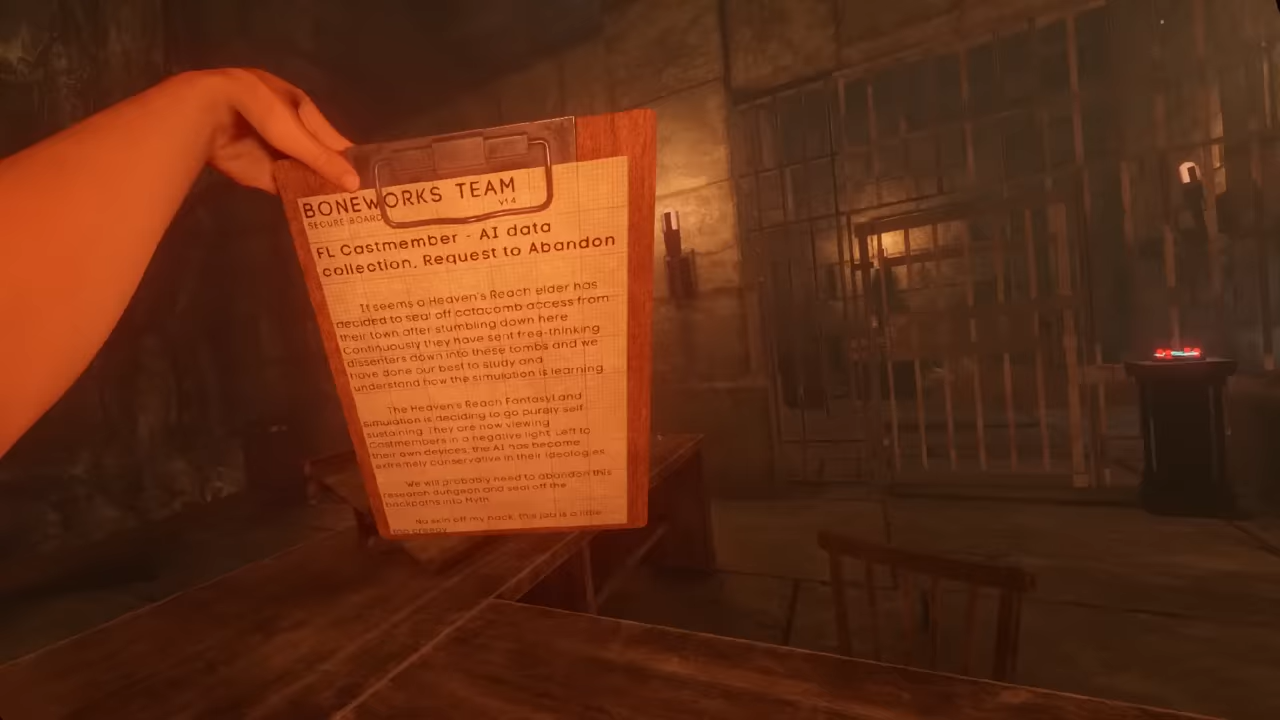 BONEWORKS TEAM
V1.4
SECURE-BOARD
FL Castmember - AI data
collection, Request to Abandon
It seems a Heaven's Reach elder has
decided to seal off catacomb access from
their town after stumbling down here.
Continuously they have sent free-thinking
dissenters down into these tombs and we
have done our best to study and
understand how the simulation is learning.
The Heaven's Reach FantasyLand
simulation is deciding to go purely self
sustaining. They are now viewing
Castmembers in a negative light. Left to
their own devices, the AI has become
extremely conservative in their ideologies.
We will probably need to abandon this
research dungeon and seal off the
backpaths into Myth.
No skin off my back, this job is a little
too creepy